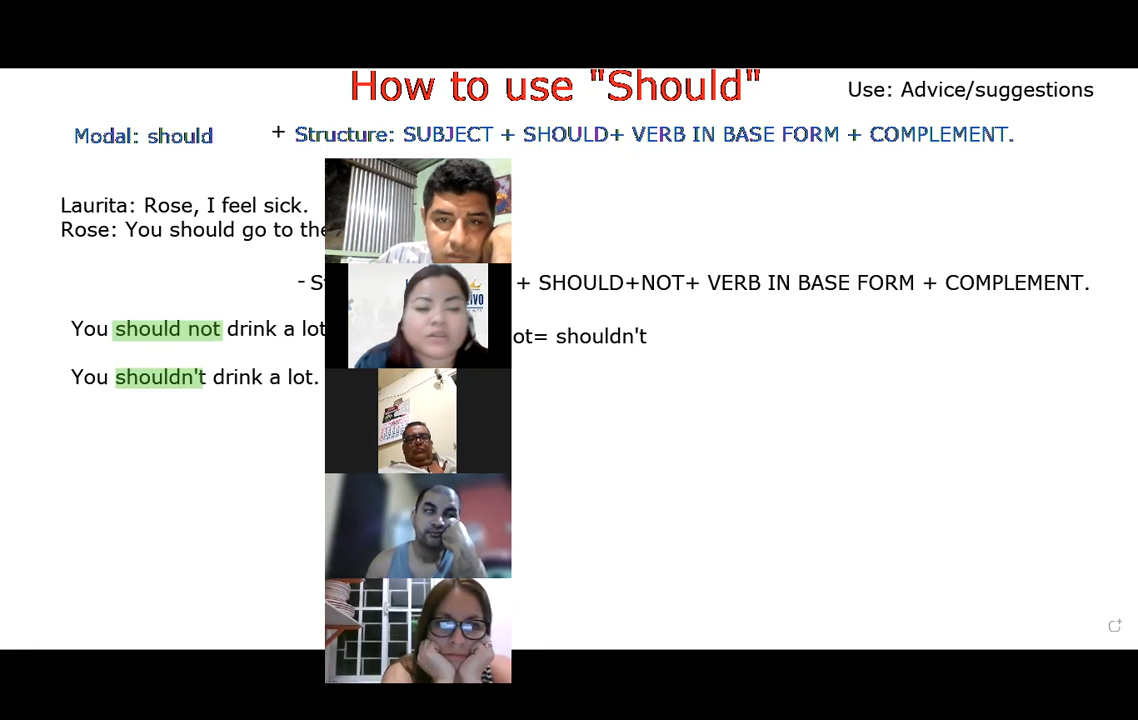 How to use "Should"
Use: Advice/suggestions
Modal: should
+ Structure: SUBJECT + SHOULD+ VERB IN BASE FORM + COMPLEMENT.
Laurita: Rose, I feel sick.
Rose: You should go to the
- S + SHOULD+NOT+ VERB IN BASE FORM + COMPLEMENT.
You should not drink a lot
ot= shouldn't
You shouldn't drink a lot.